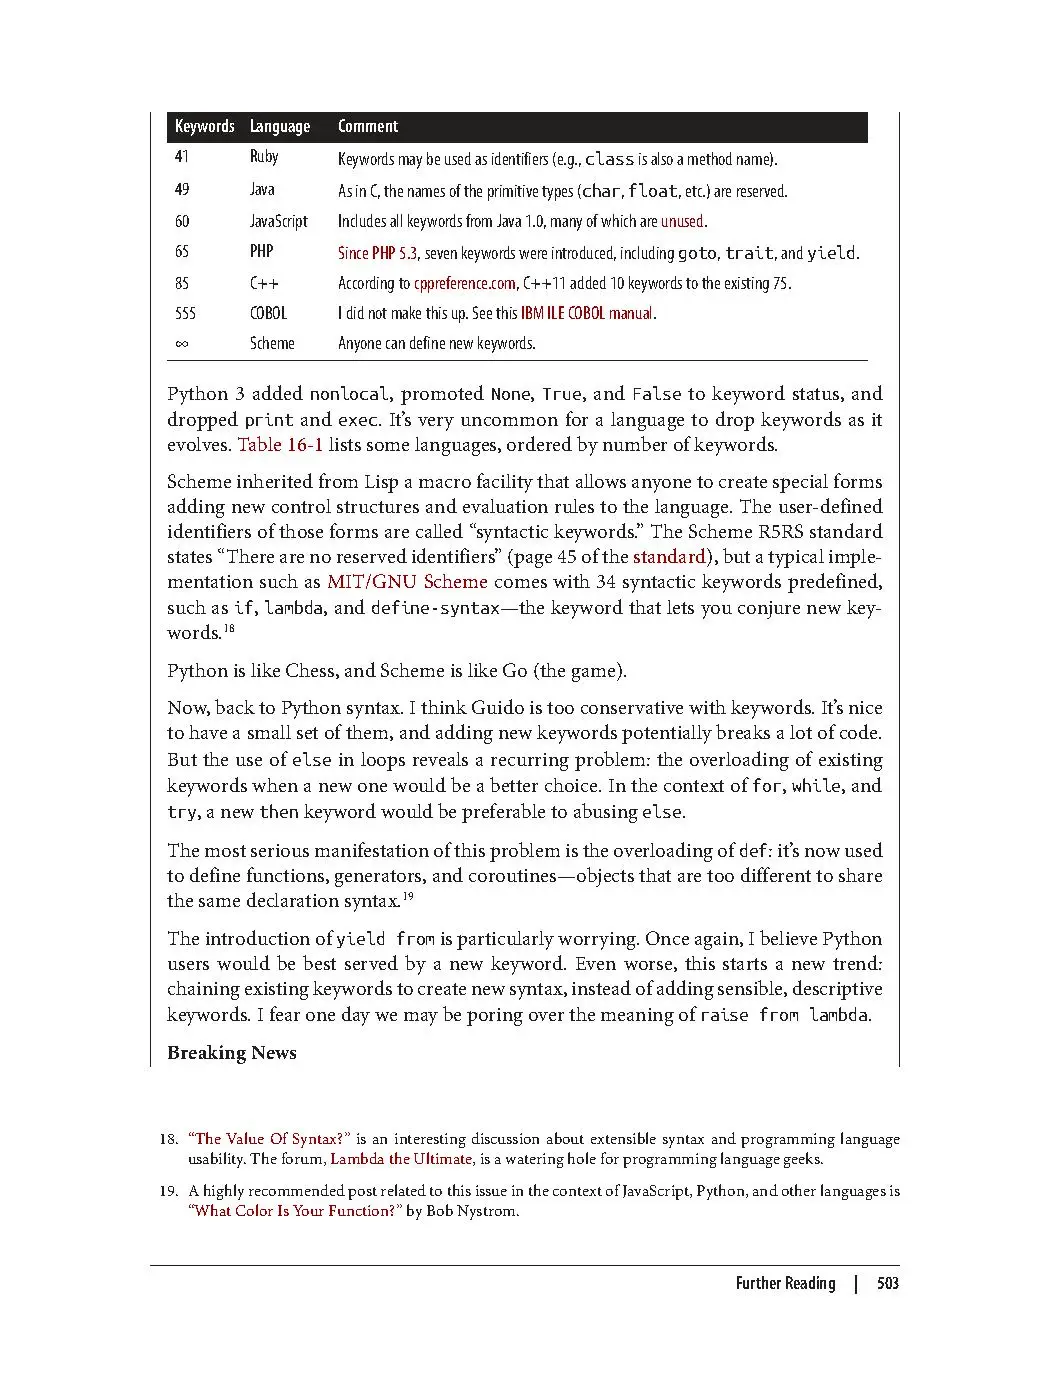 Keywords Language Comment
41 Ruby Keywords may be used as identifiers (e.g., class is also a method name).
49 Java As in C, the names of the primitive types (char, float, etc.) are reserved.
60 JavaScript Includes all keywords from Java 1.0, many of which are unused.
65 PHP Since PHP 5.3, seven keywords were introduced, including goto, trait, and yield.
85 C++ According to cppreference.com, C++11 added 10 keywords to the existing 75.
555 COBOL I did not make this up. See this IBM ILE COBOL manual.
∞ Scheme Anyone can define new keywords.
Python 3 added nonlocal, promoted None, True, and False to keyword status, and
dropped print and exec. It’s very uncommon for a language to drop keywords as it
evolves. Table 16-1 lists some languages, ordered by number of keywords.
Scheme inherited from Lisp a macro facility that allows anyone to create special forms
adding new control structures and evaluation rules to the language. The user-defined
identifiers of those forms are called “syntactic keywords.” The Scheme R5RS standard
states “There are no reserved identifiers” (page 45 of the standard), but a typical imple-
mentation such as MIT/GNU Scheme comes with 34 syntactic keywords predefined,
such as if, lambda, and define-syntax—the keyword that lets you conjure new key-
words.18
Python is like Chess, and Scheme is like Go (the game).
Now, back to Python syntax. I think Guido is too conservative with keywords. It’s nice
to have a small set of them, and adding new keywords potentially breaks a lot of code.
But the use of else in loops reveals a recurring problem: the overloading of existing
keywords when a new one would be a better choice. In the context of for, while, and
try, a new then keyword would be preferable to abusing else.
The most serious manifestation of this problem is the overloading of def: it’s now used
to define functions, generators, and coroutines—objects that are too different to share
the same declaration syntax.19
The introduction of yield from is particularly worrying. Once again, I believe Python
users would be best served by a new keyword. Even worse, this starts a new trend:
chaining existing keywords to create new syntax, instead of adding sensible, descriptive
keywords. I fear one day we may be poring over the meaning of raise from lambda.
Breaking News
18. “The Value Of Syntax?” is an interesting discussion about extensible syntax and programming language
usability. The forum, Lambda the Ultimate, is a watering hole for programming language geeks.
19. A highly recommended post related to this issue in the context of JavaScript, Python, and other languages is
“What Color Is Your Function?” by Bob Nystrom.
Further Reading | 503